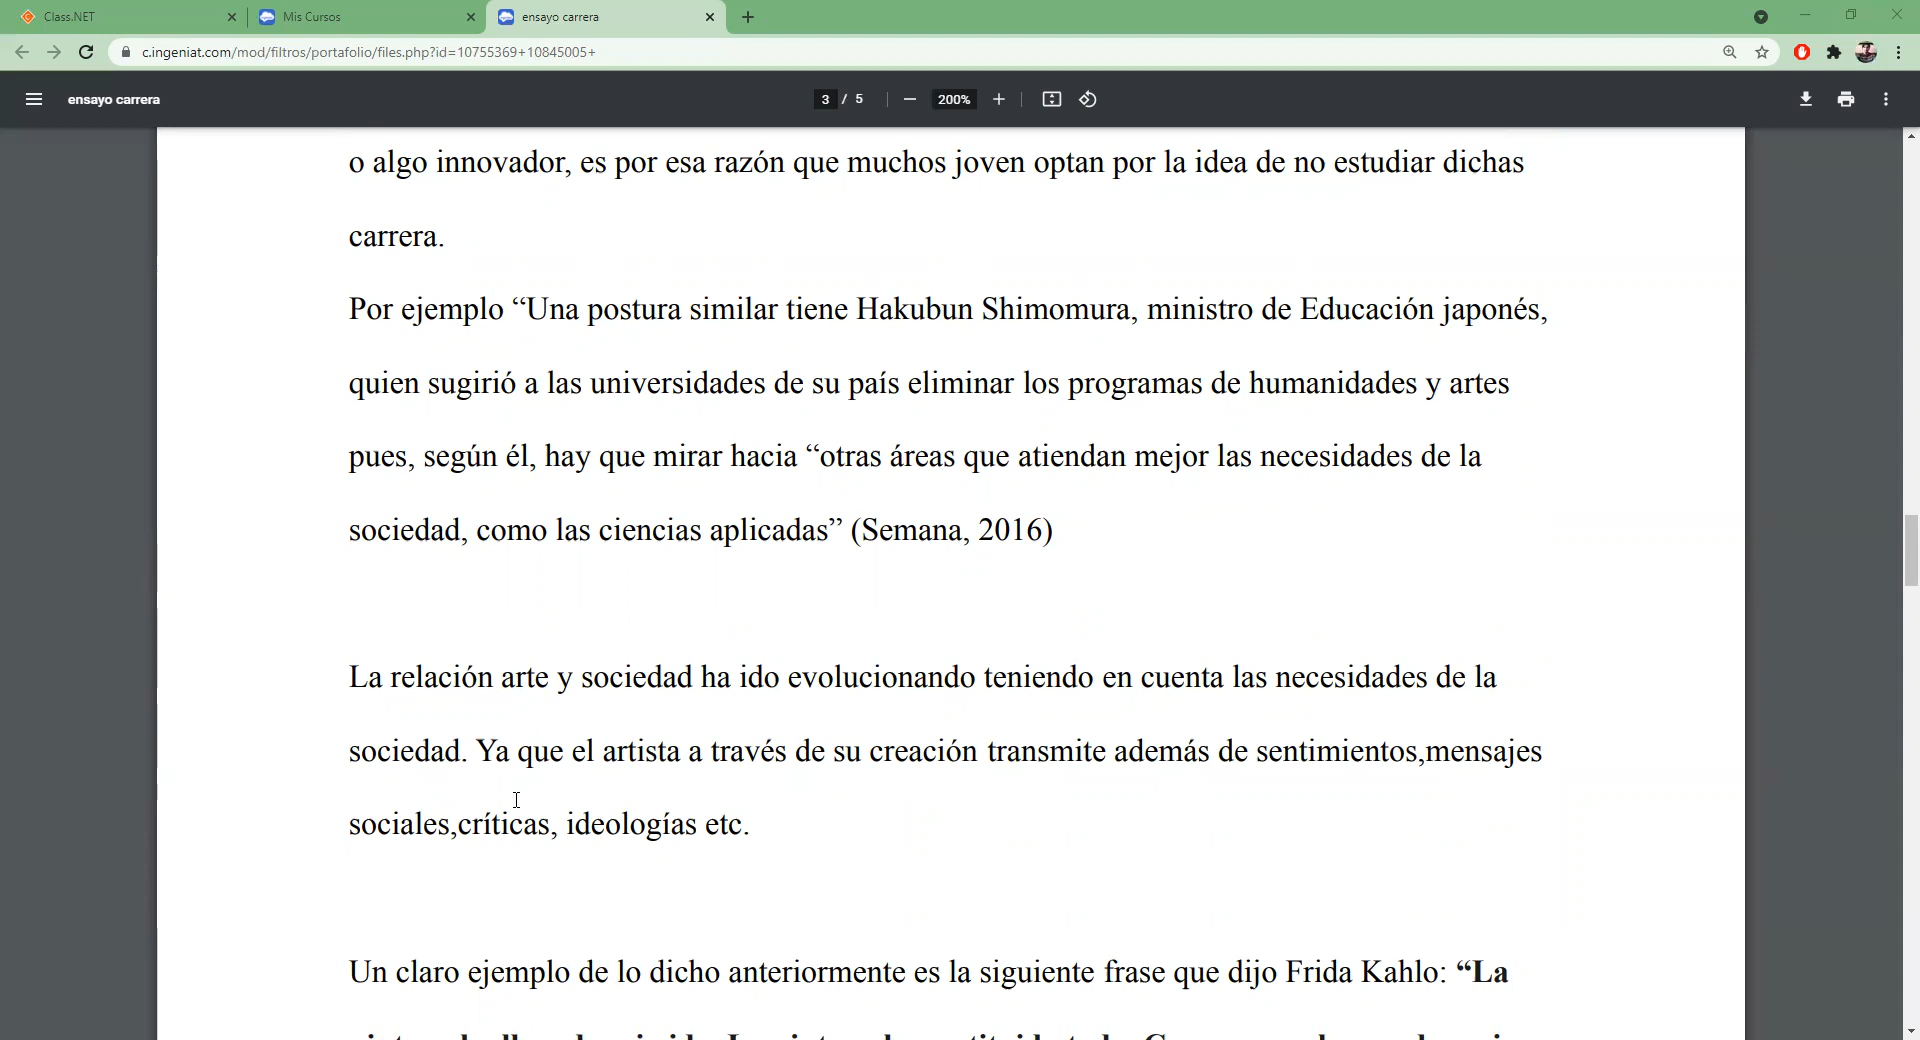 Class.NET
Mis Cursos
ensayo carrera
c.ingeniat.com/mod/filtros/portafolio/files.php?id=10755369+10845005+
ensayo carrera
3 / 5
200%
o algo innovador, es por esa razón que muchos joven optan por la idea de no estudiar dichas
carrera.
Por ejemplo “Una postura similar tiene Hakubun Shimomura, ministro de Educación japonés,
quien sugirió a las universidades de su país eliminar los programas de humanidades y artes
pues, según él, hay que mirar hacia “otras áreas que atiendan mejor las necesidades de la
sociedad, como las ciencias aplicadas” (Semana, 2016)
La relación arte y sociedad ha ido evolucionando teniendo en cuenta las necesidades de la
sociedad. Ya que el artista a través de su creación transmite además de sentimientos,mensajes
sociales,críticas, ideologías etc.
Un claro ejemplo de lo dicho anteriormente es la siguiente frase que dijo Frida Kahlo: “La